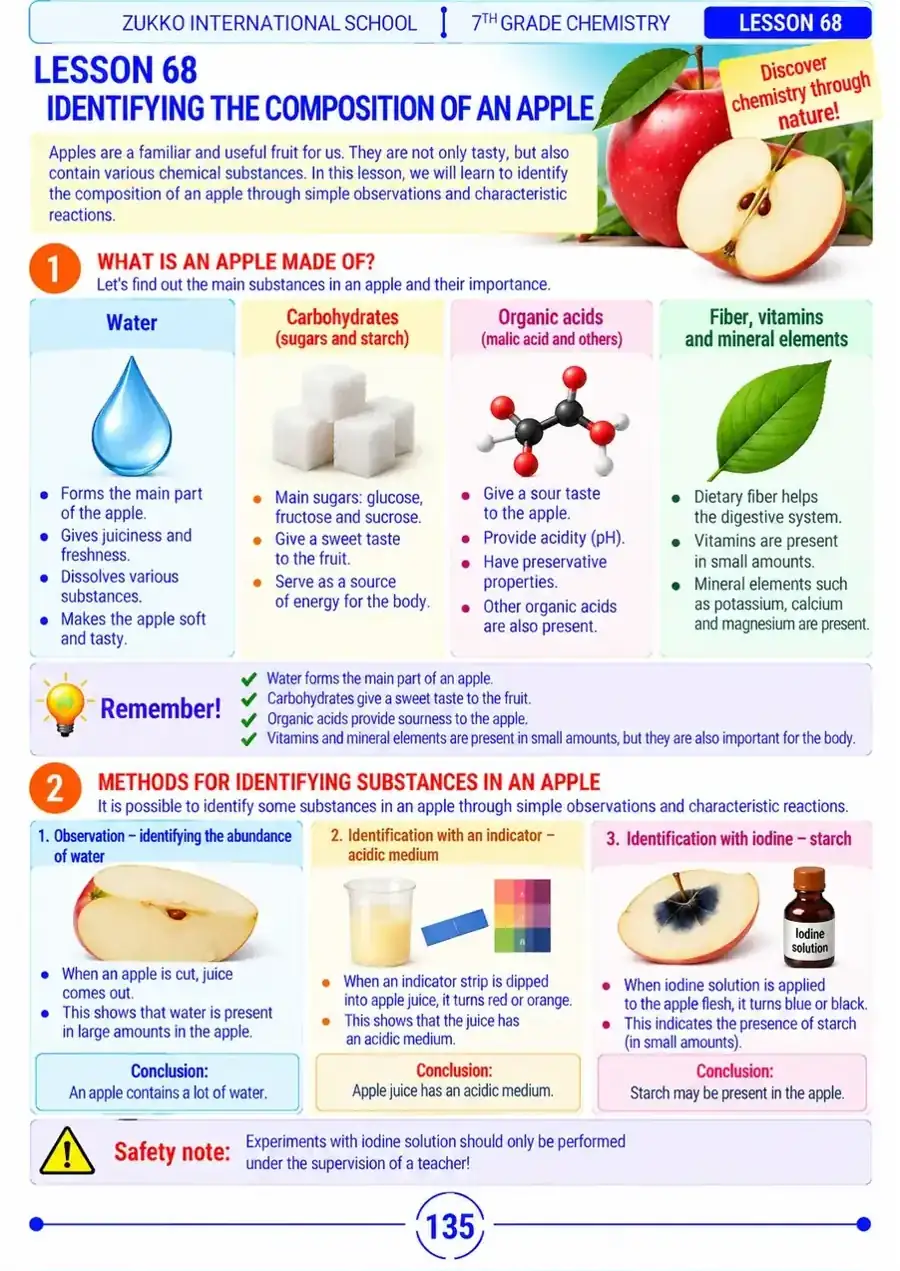 ZUKKO INTERNATIONAL SCHOOL
7TH GRADE CHEMISTRY
LESSON 68
LESSON 68
IDENTIFYING THE COMPOSITION OF AN APPLE
Discover
chemistry through
nature!
Apples are a familiar and useful fruit for us. They are not only tasty, but also
contain various chemical substances. In this lesson, we will learn to identify
the composition of an apple through simple observations and characteristic
reactions.
1
WHAT IS AN APPLE MADE OF?
Let's find out the main substances in an apple and their importance.
Water
• Forms the main part
of the apple.
• Gives juiciness and
freshness.
• Dissolves various
substances.
• Makes the apple soft
and tasty.
Carbohydrates
(sugars and starch)
• Main sugars: glucose,
fructose and sucrose.
• Give a sweet taste
to the fruit.
• Serve as a source
of energy for the body.
Organic acids
(malic acid and others)
• Give a sour taste
to the apple.
• Provide acidity (pH).
• Have preservative
properties.
• Other organic acids
are also present.
Fiber, vitamins
and mineral elements
• Dietary fiber helps
the digestive system.
• Vitamins are present
in small amounts.
• Mineral elements such
as potassium, calcium
and magnesium are present.
Remember!
✓ Water forms the main part of an apple.
✓ Carbohydrates give a sweet taste to the fruit.
✓ Organic acids provide sourness to the apple.
✓ Vitamins and mineral elements are present in small amounts, but they are also important for the body.
2
METHODS FOR IDENTIFYING SUBSTANCES IN AN APPLE
It is possible to identify some substances in an apple through simple observations and characteristic reactions.
1. Observation – identifying the abundance
of water
• When an apple is cut, juice
comes out.
• This shows that water is present
in large amounts in the apple.
Conclusion:
An apple contains a lot of water.
2. Identification with an indicator –
acidic medium
• When an indicator strip is dipped
into apple juice, it turns red or orange.
• This shows that the juice has
an acidic medium.
Conclusion:
Apple juice has an acidic medium.
3. Identification with iodine – starch
Iodine
solution
• When iodine solution is applied
to the apple flesh, it turns blue or black.
• This indicates the presence of starch
(in small amounts).
Conclusion:
Starch may be present in the apple.
Safety note:
Experiments with iodine solution should only be performed
under the supervision of a teacher!
135